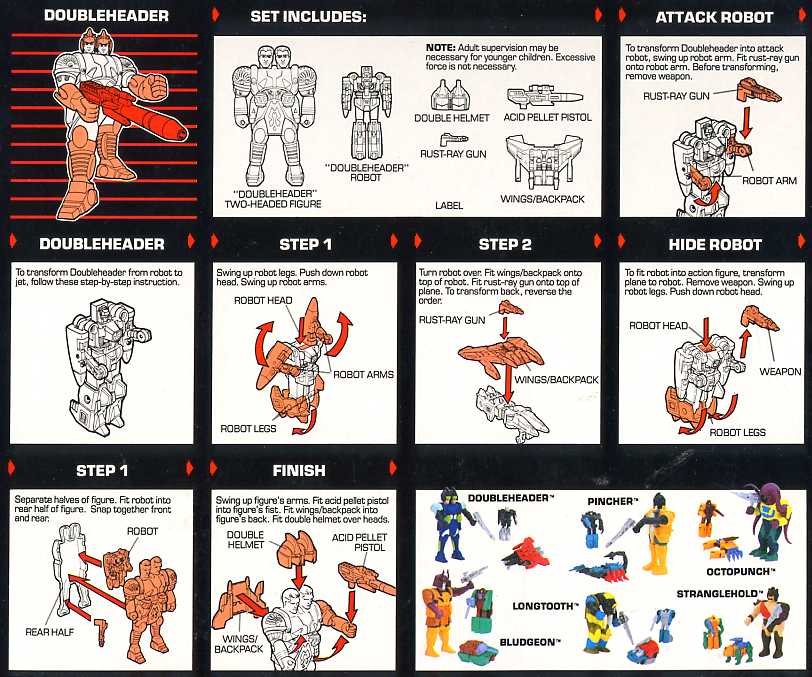 DOUBLEHEADER
SET INCLUDES:
NOTE: Adult supervision may be
necessary for younger children. Excessive
force is not necessary.
"DOUBLEHEADER"
TWO-HEADED FIGURE
"DOUBLEHEADER"
ROBOT
DOUBLE HELMET
ACID PELLET PISTOL
RUST-RAY GUN
LABEL
WINGS/BACKPACK
ATTACK ROBOT
To transform Doubleheader into attack
robot, swing up robot arm. Fit rust-ray gun
onto robot arm. Before transforming,
remove weapon.
RUST-RAY GUN
ROBOT ARM
DOUBLEHEADER
To transform Doubleheader from robot to
jet, follow these step-by-step instruction.
STEP 1
Swing up robot legs. Push down robot
head. Swing up robot arms.
ROBOT HEAD
ROBOT ARMS
ROBOT LEGS
STEP 2
Turn robot over. Fit wings/backpack onto
top of robot. Fit rust-ray gun onto top of
plane. To transform back, reverse the
order.
RUST-RAY GUN
WINGS/BACKPACK
HIDE ROBOT
To fit robot into action figure, transform
plane to robot. Remove weapon. Swing up
robot legs. Push down robot head.
ROBOT HEAD
WEAPON
ROBOT LEGS
STEP 1
Separate halves of figure. Fit robot into
rear half of figure. Snap together front
and rear.
ROBOT
REAR HALF
FINISH
Swing up figure's arms. Fit acid pellet pistol
into figure's fist. Fit wings/backpack into
figure's back. Fit double helmet over heads.
DOUBLE
HELMET
ACID PELLET
PISTOL
WINGS/
BACKPACK
DOUBLEHEADER™
PINCHER™
OCTOPUNCH™
STRANGLEHOLD™
LONGTOOTH™
BLUDGEON™